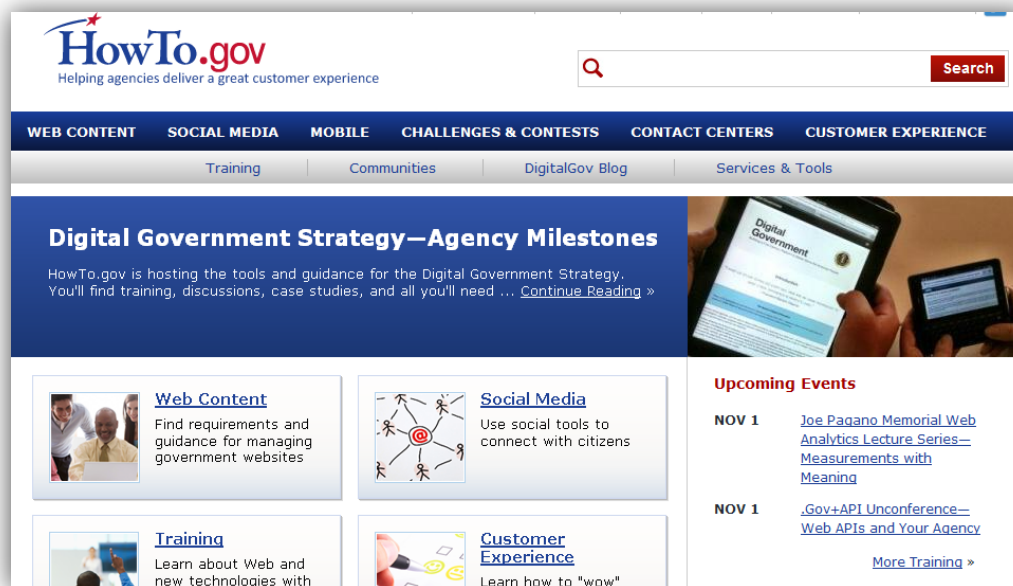 HowTo.gov
Helping agencies deliver a great customer experience
Search
WEB CONTENT SOCIAL MEDIA MOBILE CHALLENGES & CONTESTS CONTACT CENTERS CUSTOMER EXPERIENCE
Training Communities DigitalGov Blog Services & Tools
Digital Government Strategy—Agency Milestones
HowTo.gov is hosting the tools and guidance for the Digital Government Strategy.
You'll find training, discussions, case studies, and all you'll need ... Continue Reading »
Digital
Government
Web Content
Find requirements and
guidance for managing
government websites
Social Media
Use social tools to
connect with citizens
@
Training
Learn about Web and
new technologies with
Customer
Experience
Learn how to "wow"
Upcoming Events
NOV 1 Joe Pagano Memorial Web
Analytics Lecture Series—
Measurements with
Meaning
NOV 1 .Gov+API Unconference—
Web APIs and Your Agency
More Training »